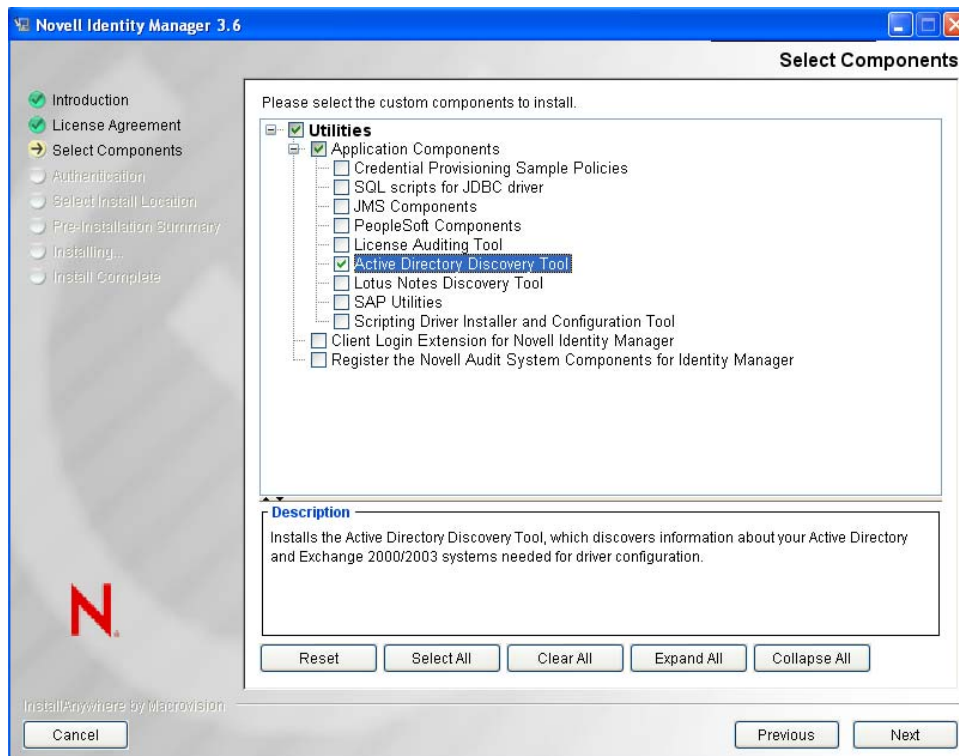 Novell Identity Manager 3.6
Select Components
Introduction
License Agreement
Select Components
Authentication
Select Install Location
Pre-Installation Summary
Installing...
Install Complete
Please select the custom components to install.
Utilities
Application Components
Credential Provisioning Sample Policies
SQL scripts for JDBC driver
JMS Components
PeopleSoft Components
License Auditing Tool
Active Directory Discovery Tool
Lotus Notes Discovery Tool
SAP Utilities
Scripting Driver Installer and Configuration Tool
Client Login Extension for Novell Identity Manager
Register the Novell Audit System Components for Identity Manager
Description
Installs the Active Directory Discovery Tool, which discovers information about your Active Directory
and Exchange 2000/2003 systems needed for driver configuration.
N
Reset Select All Clear All Expand All Collapse All
InstallAnywhere by Macrovision
Cancel Previous Next